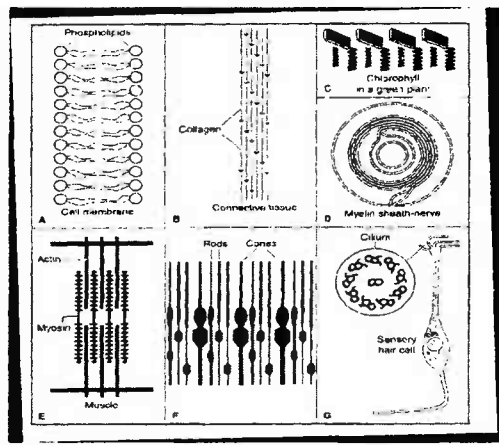 Phospholipids
A
Cell membrane
Collagen
B
Connective tissue
C
Chlorophyll
in a green plant
D
Myelin sheath-nerve
Actin
Myosin
E
Muscle
Rods
Cones
F
Cilium
Sensory
hair cell
G